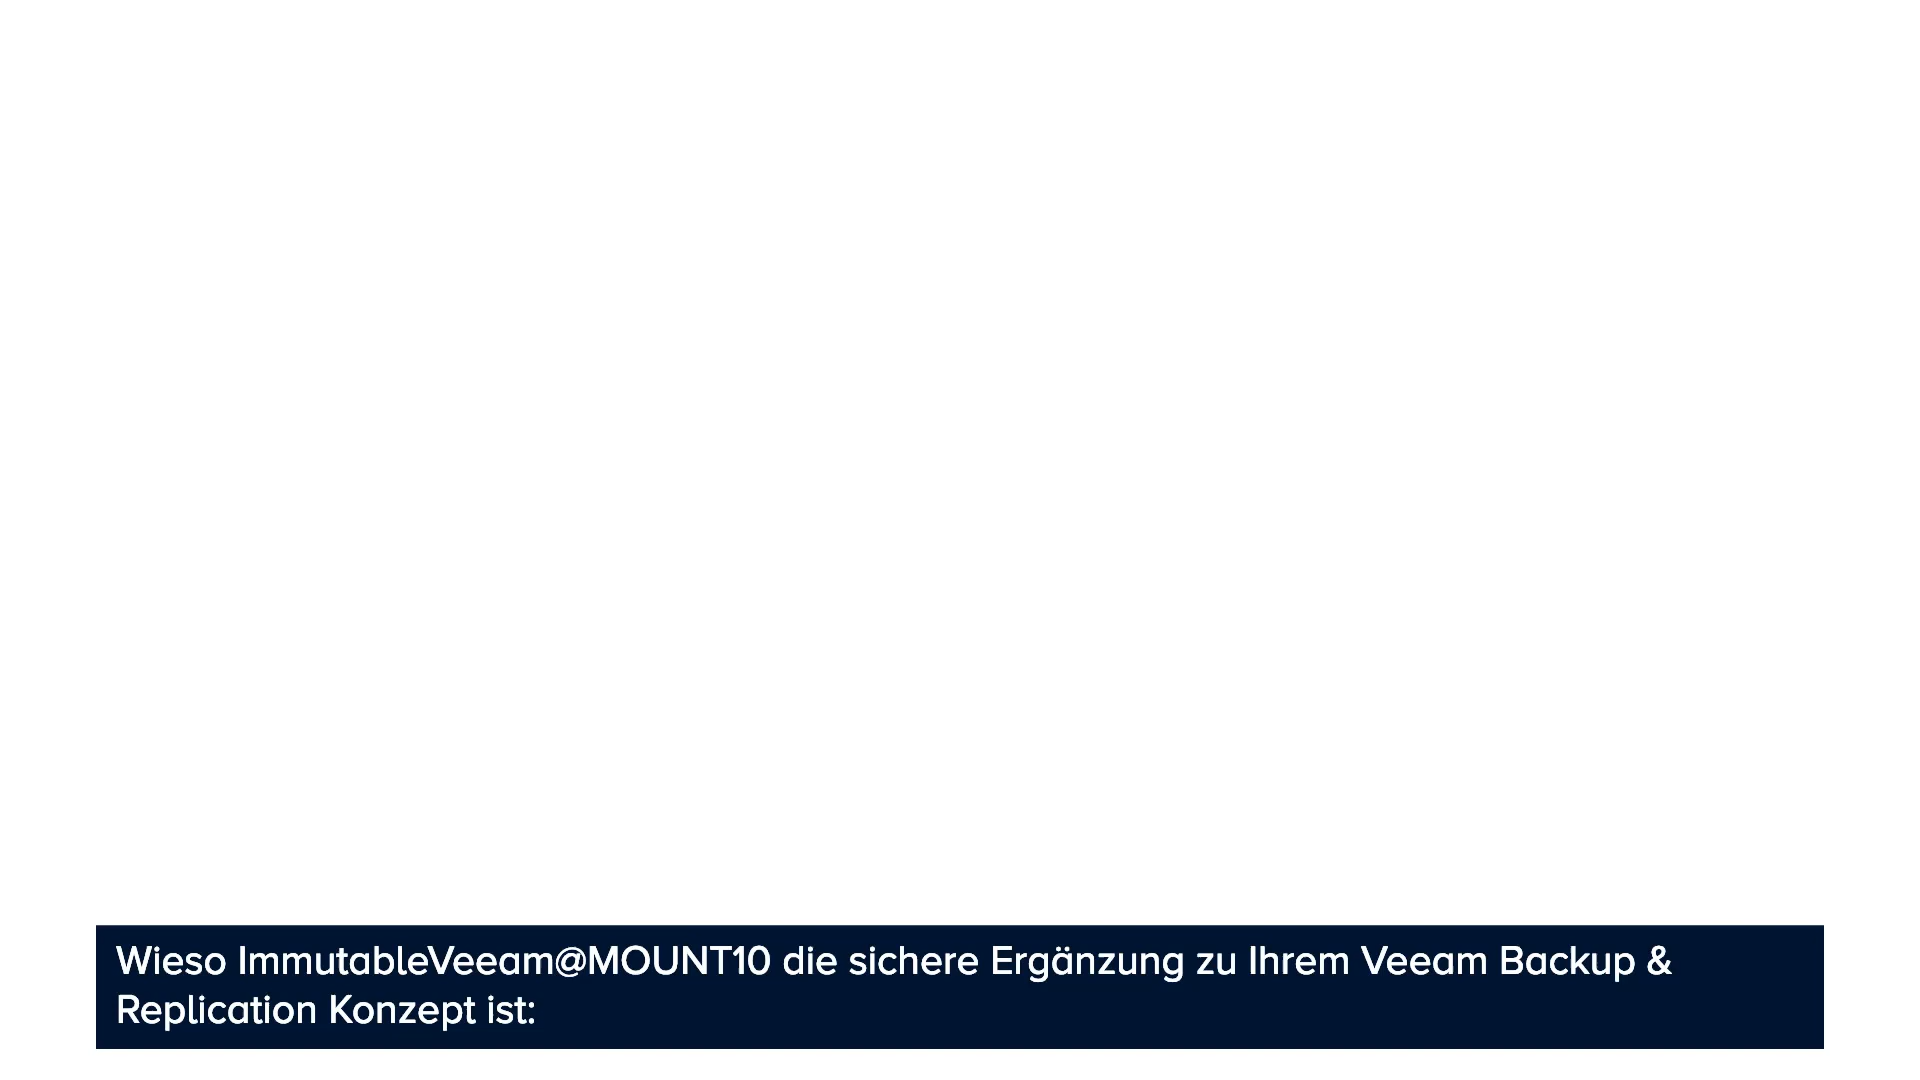 Wieso ImmutableVeeam@MOUNT10 die sichere Ergänzung zu Ihrem Veeam Backup &
Replication Konzept ist: